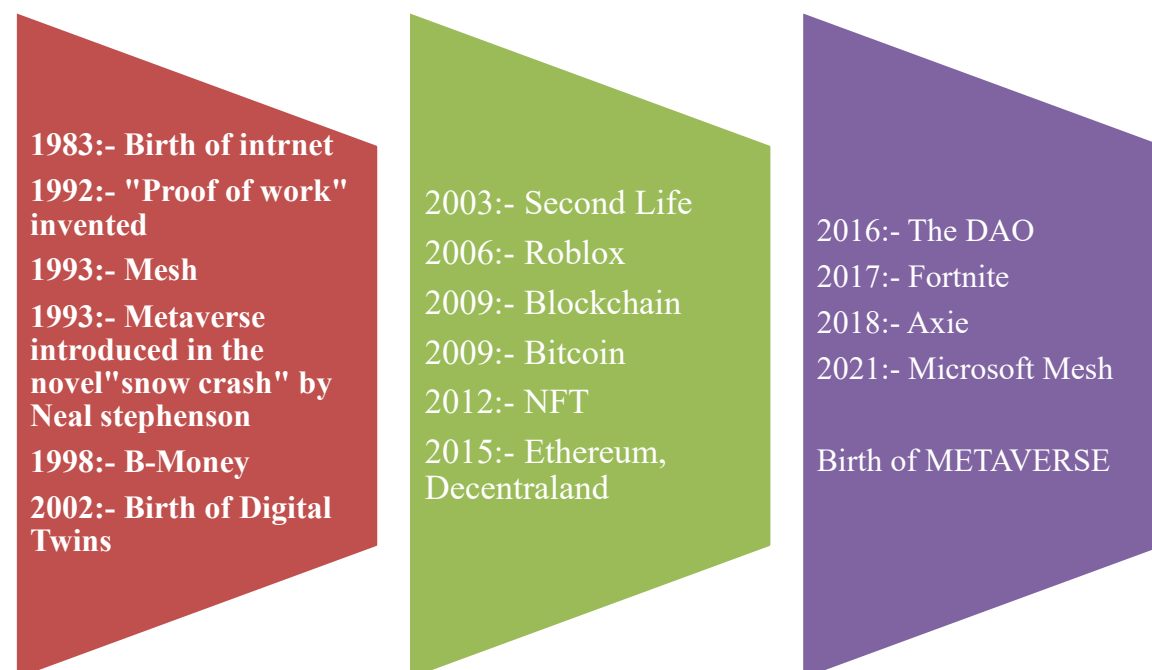 1983:- Birth of intrnet
1992:- "Proof of work"
invented
1993:- Mesh
1993:- Metaverse
introduced in the
novel"snow crash" by
Neal stephenson
1998:- B-Money
2002:- Birth of Digital
Twins
2003:- Second Life
2006:- Roblox
2009:- Blockchain
2009:- Bitcoin
2012:- NFT
2015:- Ethereum,
Decentraland
2016:- The DAO
2017:- Fortnite
2018:- Axie
2021:- Microsoft Mesh
Birth of METAVERSE